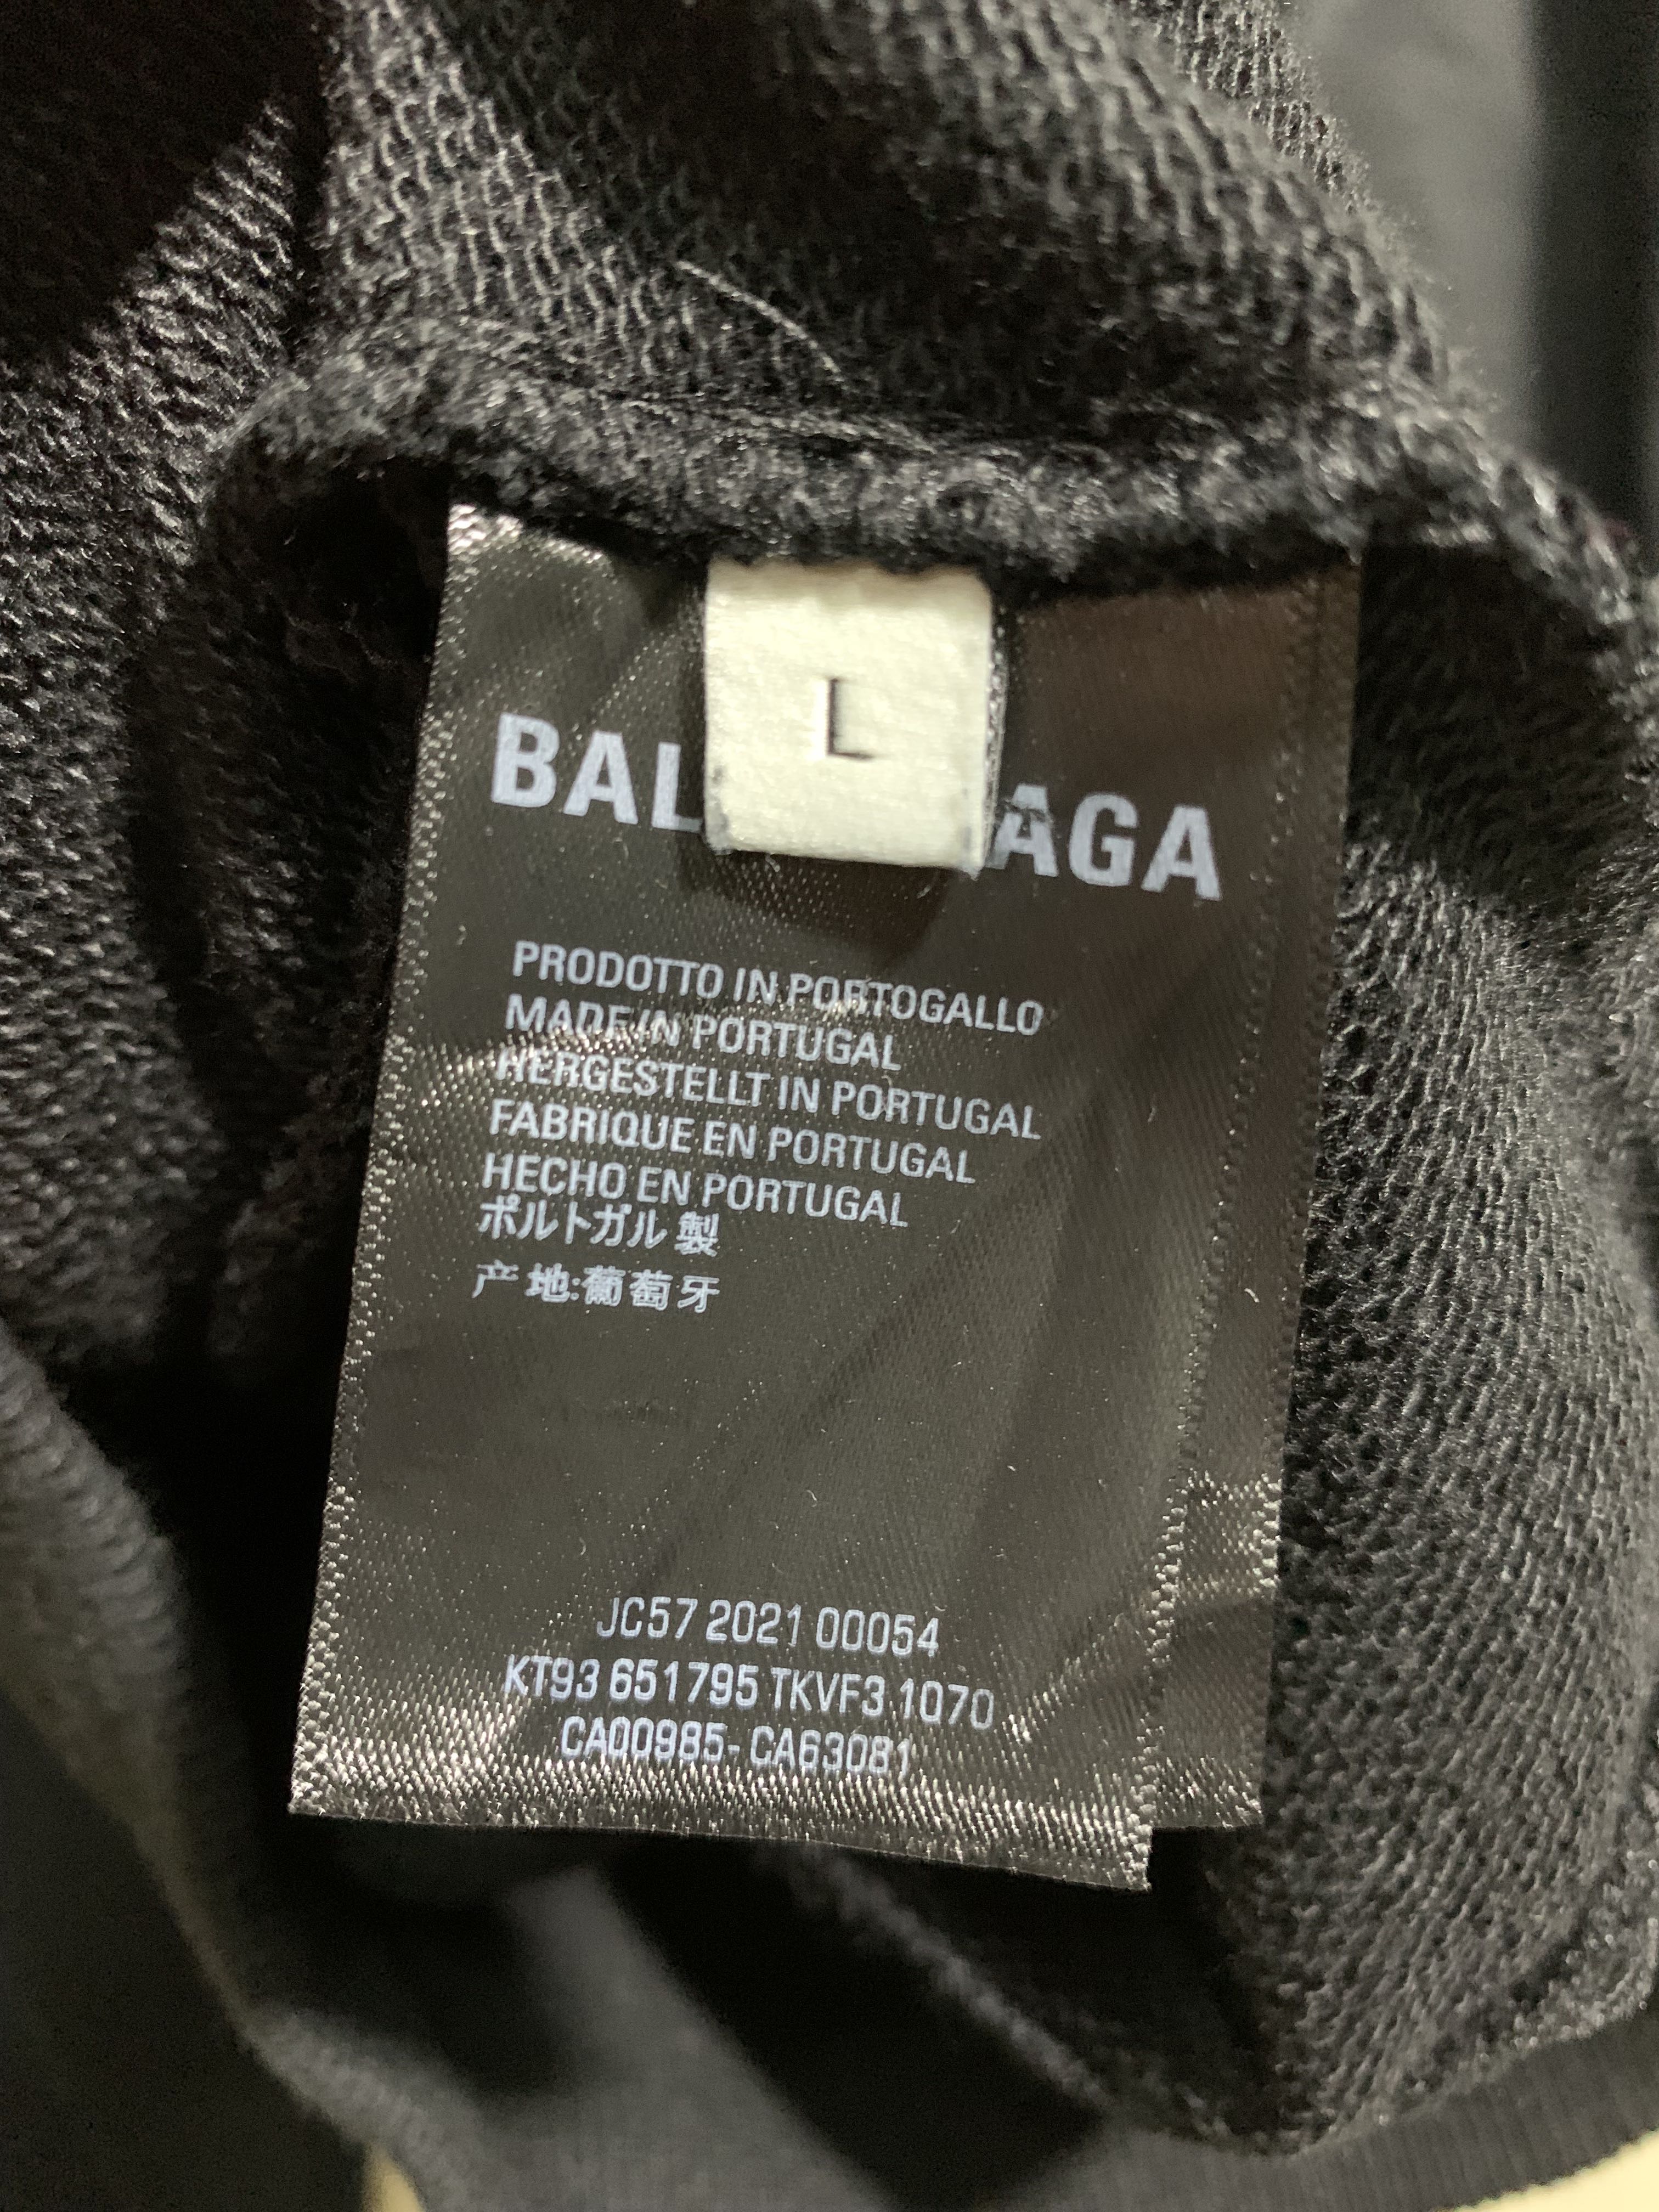 L
BAL AGA
PRODOTTO IN PORTOGALLO
MADE IN PORTUGAL
HERGESTELLT IN PORTUGAL
FABRIQUE EN PORTUGAL
HECHO EN PORTUGAL
ポルトガル 製
产 地:葡萄牙
JC57 2021 00054
KT93 651795 TKVF3 1070
CA00985- CA63081